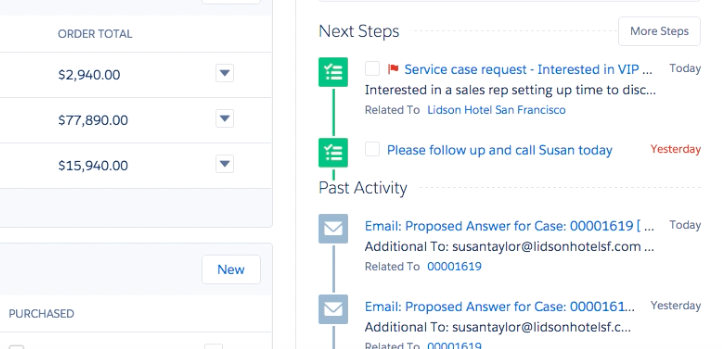 ORDER TOTAL
$2,940.00
$77,890.00
$15,940.00
New
PURCHASED
Next Steps
More Steps
Service case request - Interested in VIP ... Today
Interested in a sales rep setting up time to disc...
Related To Lidson Hotel San Francisco
Please follow up and call Susan today Yesterday
Past Activity
Email: Proposed Answer for Case: 00001619 [ ... Today
Additional To: susantaylor@lidsonhotelsf.com ...
Related To 00001619
Email: Proposed Answer for Case: 0000161... Yesterday
Additional To: susantaylor@lidsonhotelsf.c...
Related To 00001619